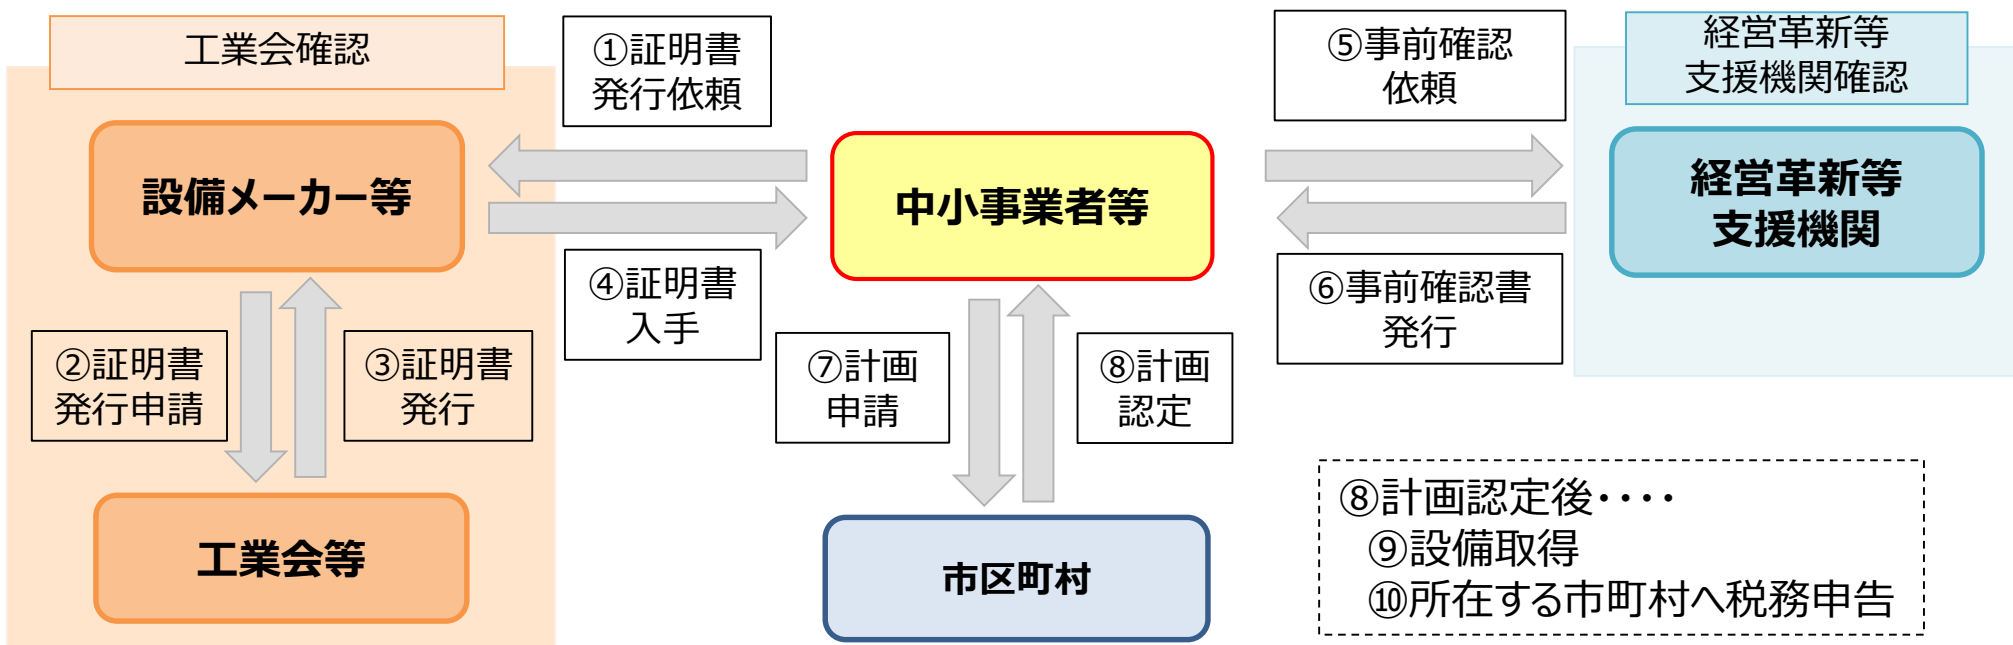 工業会確認
①証明書
発行依頼
⑤事前確認
依頼
経営革新等
支援機関確認
設備メーカー等
中小事業者等
経営革新等
支援機関
④証明書
入手
⑥事前確認書
発行
②証明書
発行申請
③証明書
発行
⑦計画
申請
⑧計画
認定
工業会等
市区町村
⑧計画認定後・・・・
⑨設備取得
⑩所在する市町村へ税務申告